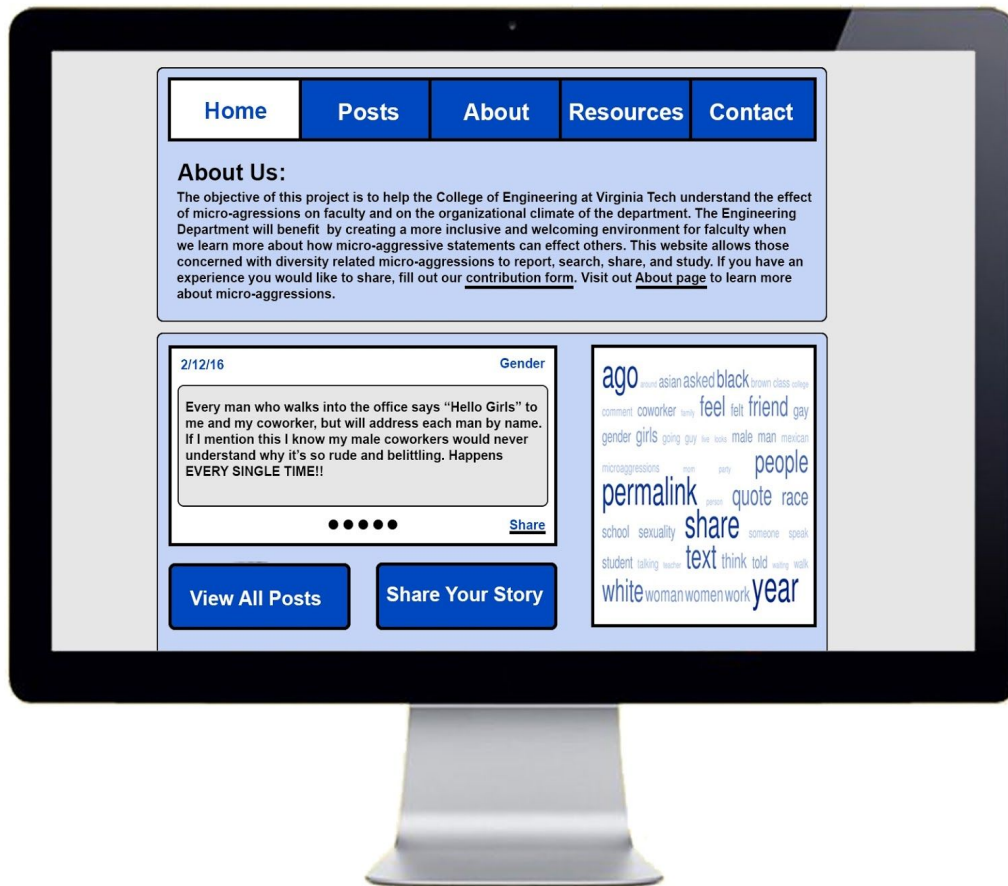 Home Posts About Resources Contact
About Us:
The objective of this project is to help the College of Engineering at Virginia Tech understand the effect
of micro-agressions on faculty and on the organizational climate of the department. The Engineering
Department will benefit by creating a more inclusive and welcoming environment for falculty when
we learn more about how micro-aggressive statements can effect others. This website allows those
concerned with diversity related micro-aggressions to report, search, share, and study. If you have an
experience you would like to share, fill out our contribution form. Visit out About page to learn more
about micro-aggressions.
2/12/16 Gender
Every man who walks into the office says “Hello Girls” to
me and my coworker, but will address each man by name.
If I mention this I know my male coworkers would never
understand why it’s so rude and belittling. Happens
EVERY SINGLE TIME!!
Share
View All Posts Share Your Story
ago around asian asked black brown class college
comment coworker family feel felt friend gay
gender girls going guy live looks male man mexican
microaggressions mom party people
permalink person quote race
school sexuality share someone speak
student talking teacher text think told waiting walk
white woman women work year